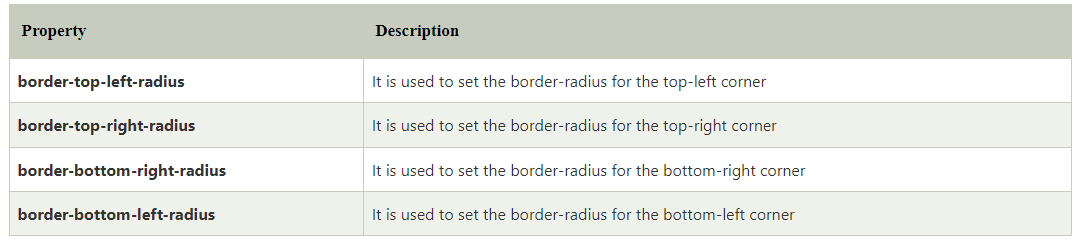 Property Description
border-top-left-radius It is used to set the border-radius for the top-left corner
border-top-right-radius It is used to set the border-radius for the top-right corner
border-bottom-right-radius It is used to set the border-radius for the bottom-right corner
border-bottom-left-radius It is used to set the border-radius for the bottom-left corner